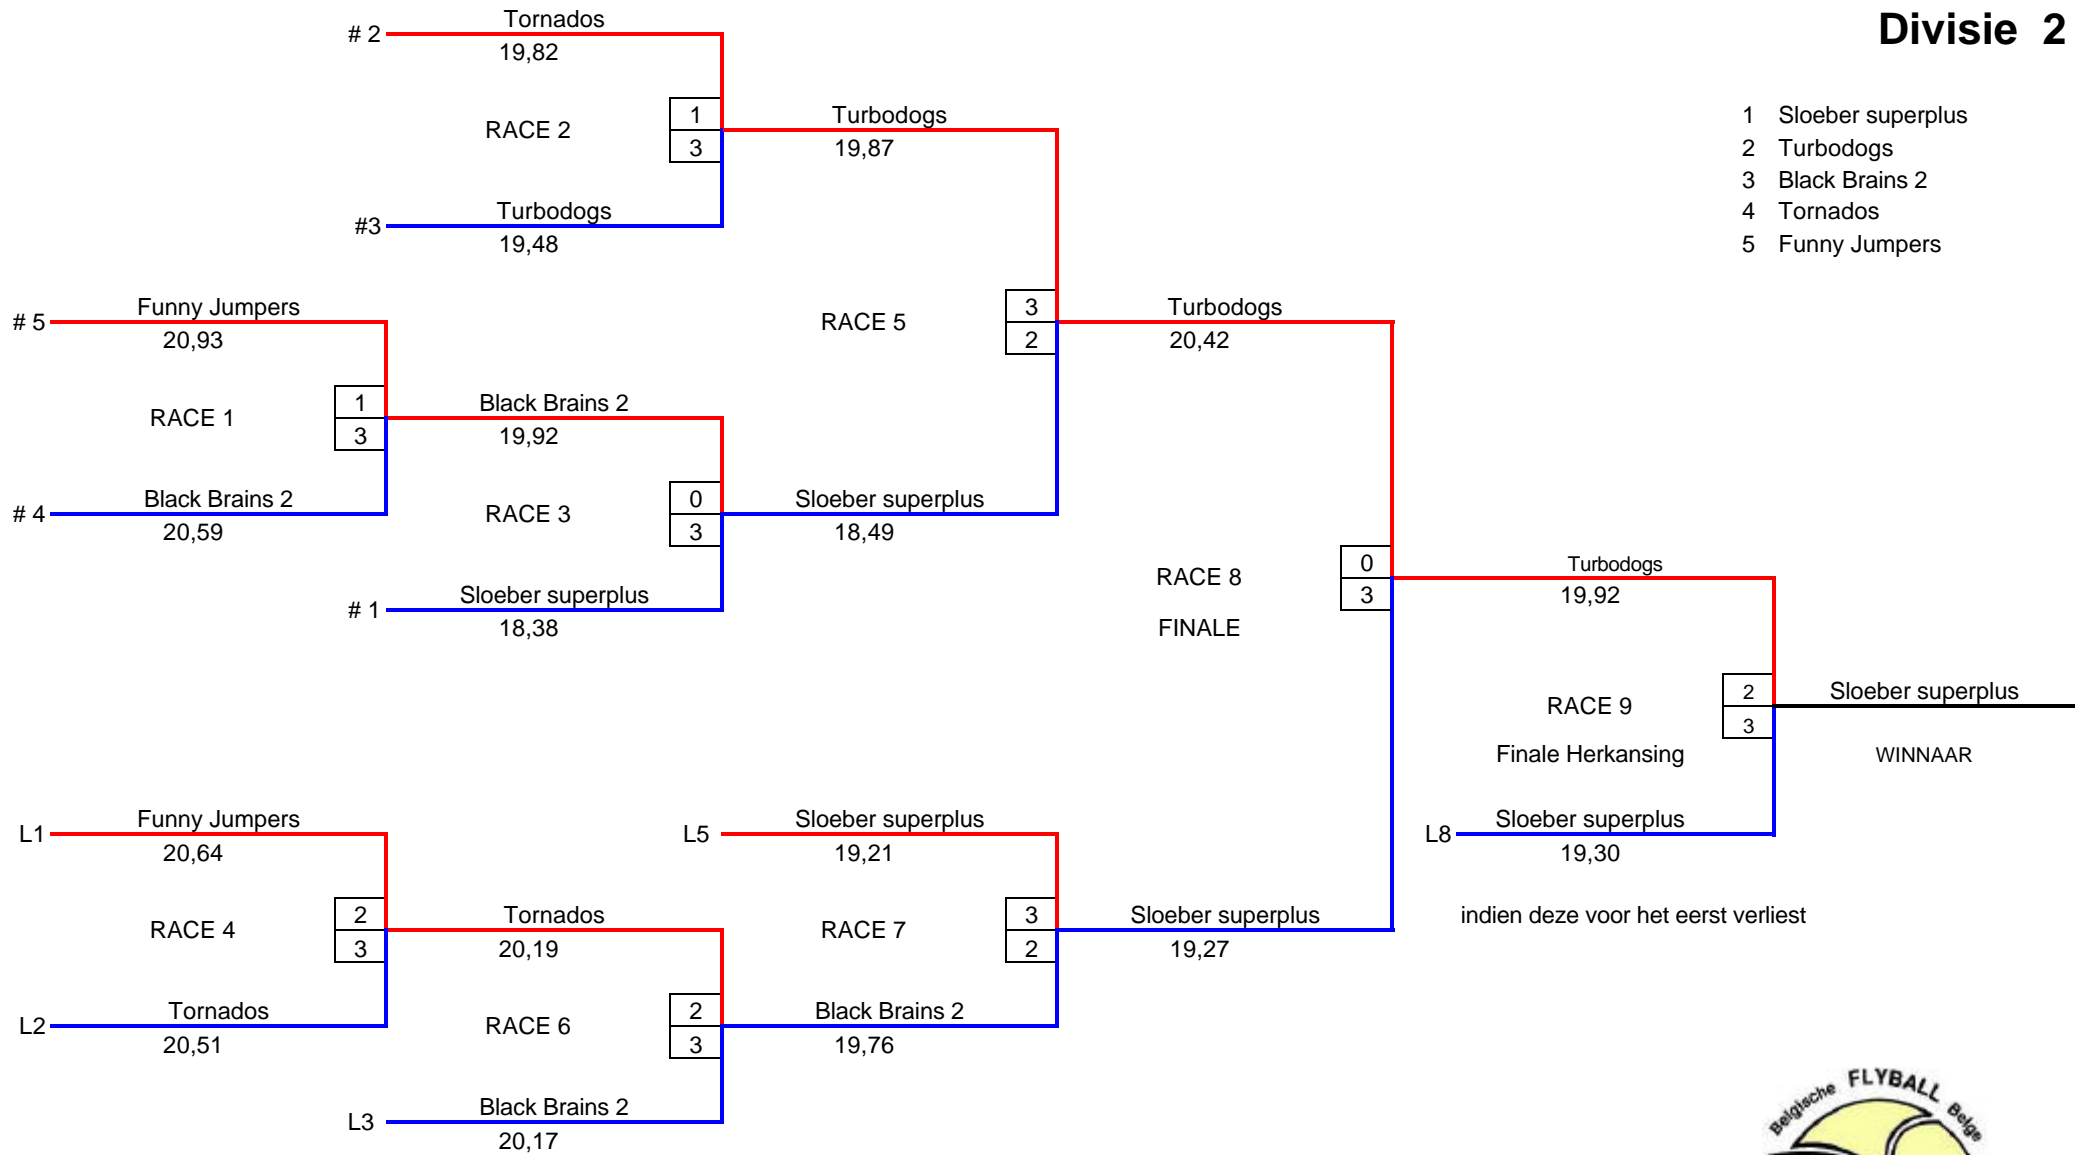 Divisie 2
1 Sloeber superplus
2 Turbodogs
3 Black Brains 2
4 Tornados
5 Funny Jumpers
# 2 Tornados
19,82
RACE 2
1
3
#3 Turbodogs
19,48
Turbodogs
19,87
# 5 Funny Jumpers
20,93
RACE 1
1
3
# 4 Black Brains 2
20,59
Black Brains 2
19,92
RACE 3
0
3
# 1 Sloeber superplus
18,38
Sloeber superplus
18,49
RACE 5
3
2
Turbodogs
20,42
RACE 8
FINALE
0
3
Turbodogs
19,92
RACE 9
Finale Herkansing
2
3
Sloeber superplus
WINNAAR
L8 Sloeber superplus
19,30
indien deze voor het eerst verliest
L1 Funny Jumpers
20,64
RACE 4
2
3
L2 Tornados
20,51
Tornados
20,19
RACE 6
2
3
L3 Black Brains 2
20,17
L5 Sloeber superplus
19,21
RACE 7
3
2
Black Brains 2
19,76
Sloeber superplus
19,27
Belgische FLYBALL Belge